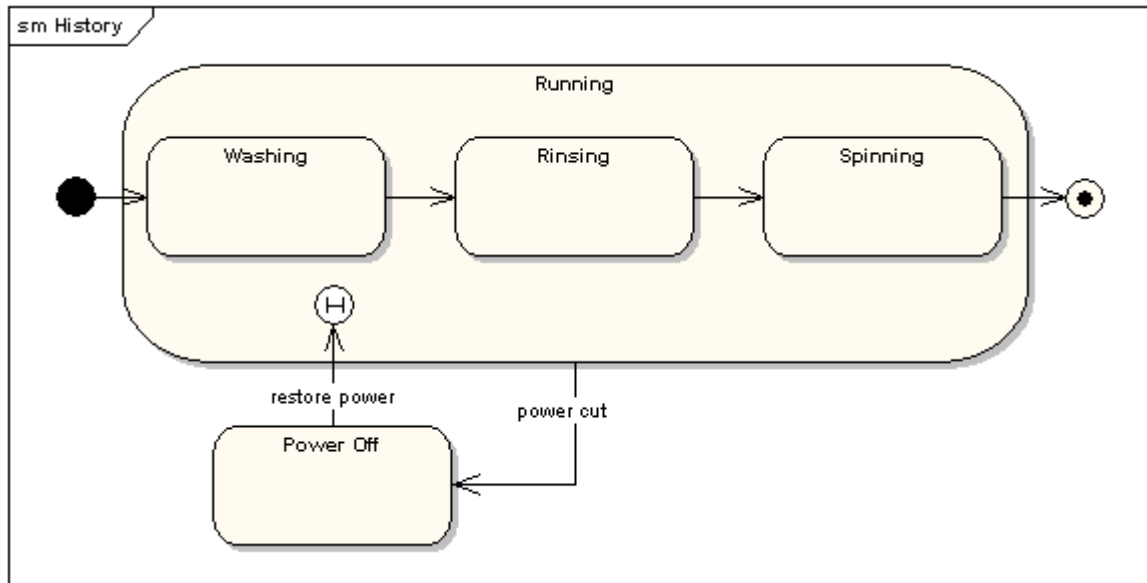 sm History
Running
Washing
Rinsing
Spinning
H
restore power
power cut
Power Off